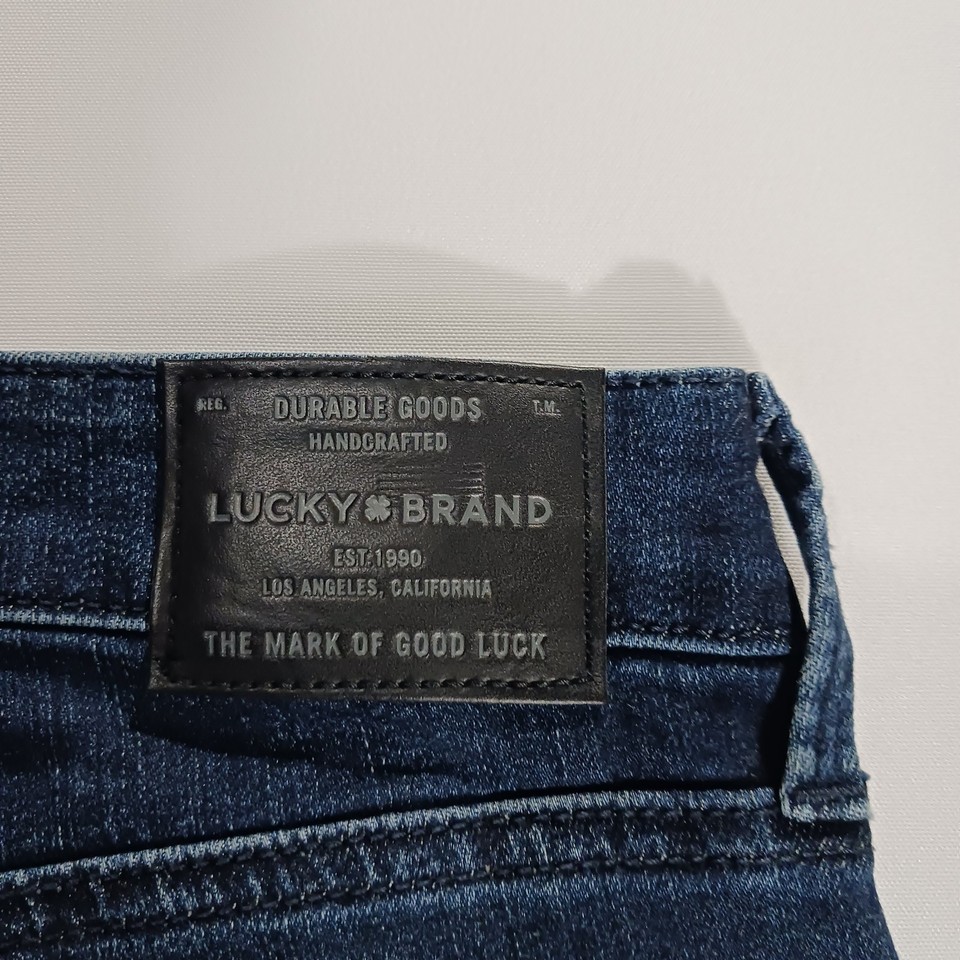 REG. DURABLE GOODS T.M.
HANDCRAFTED
LUCKY BRAND
EST. 1990
LOS ANGELES, CALIFORNIA
THE MARK OF GOOD LUCK